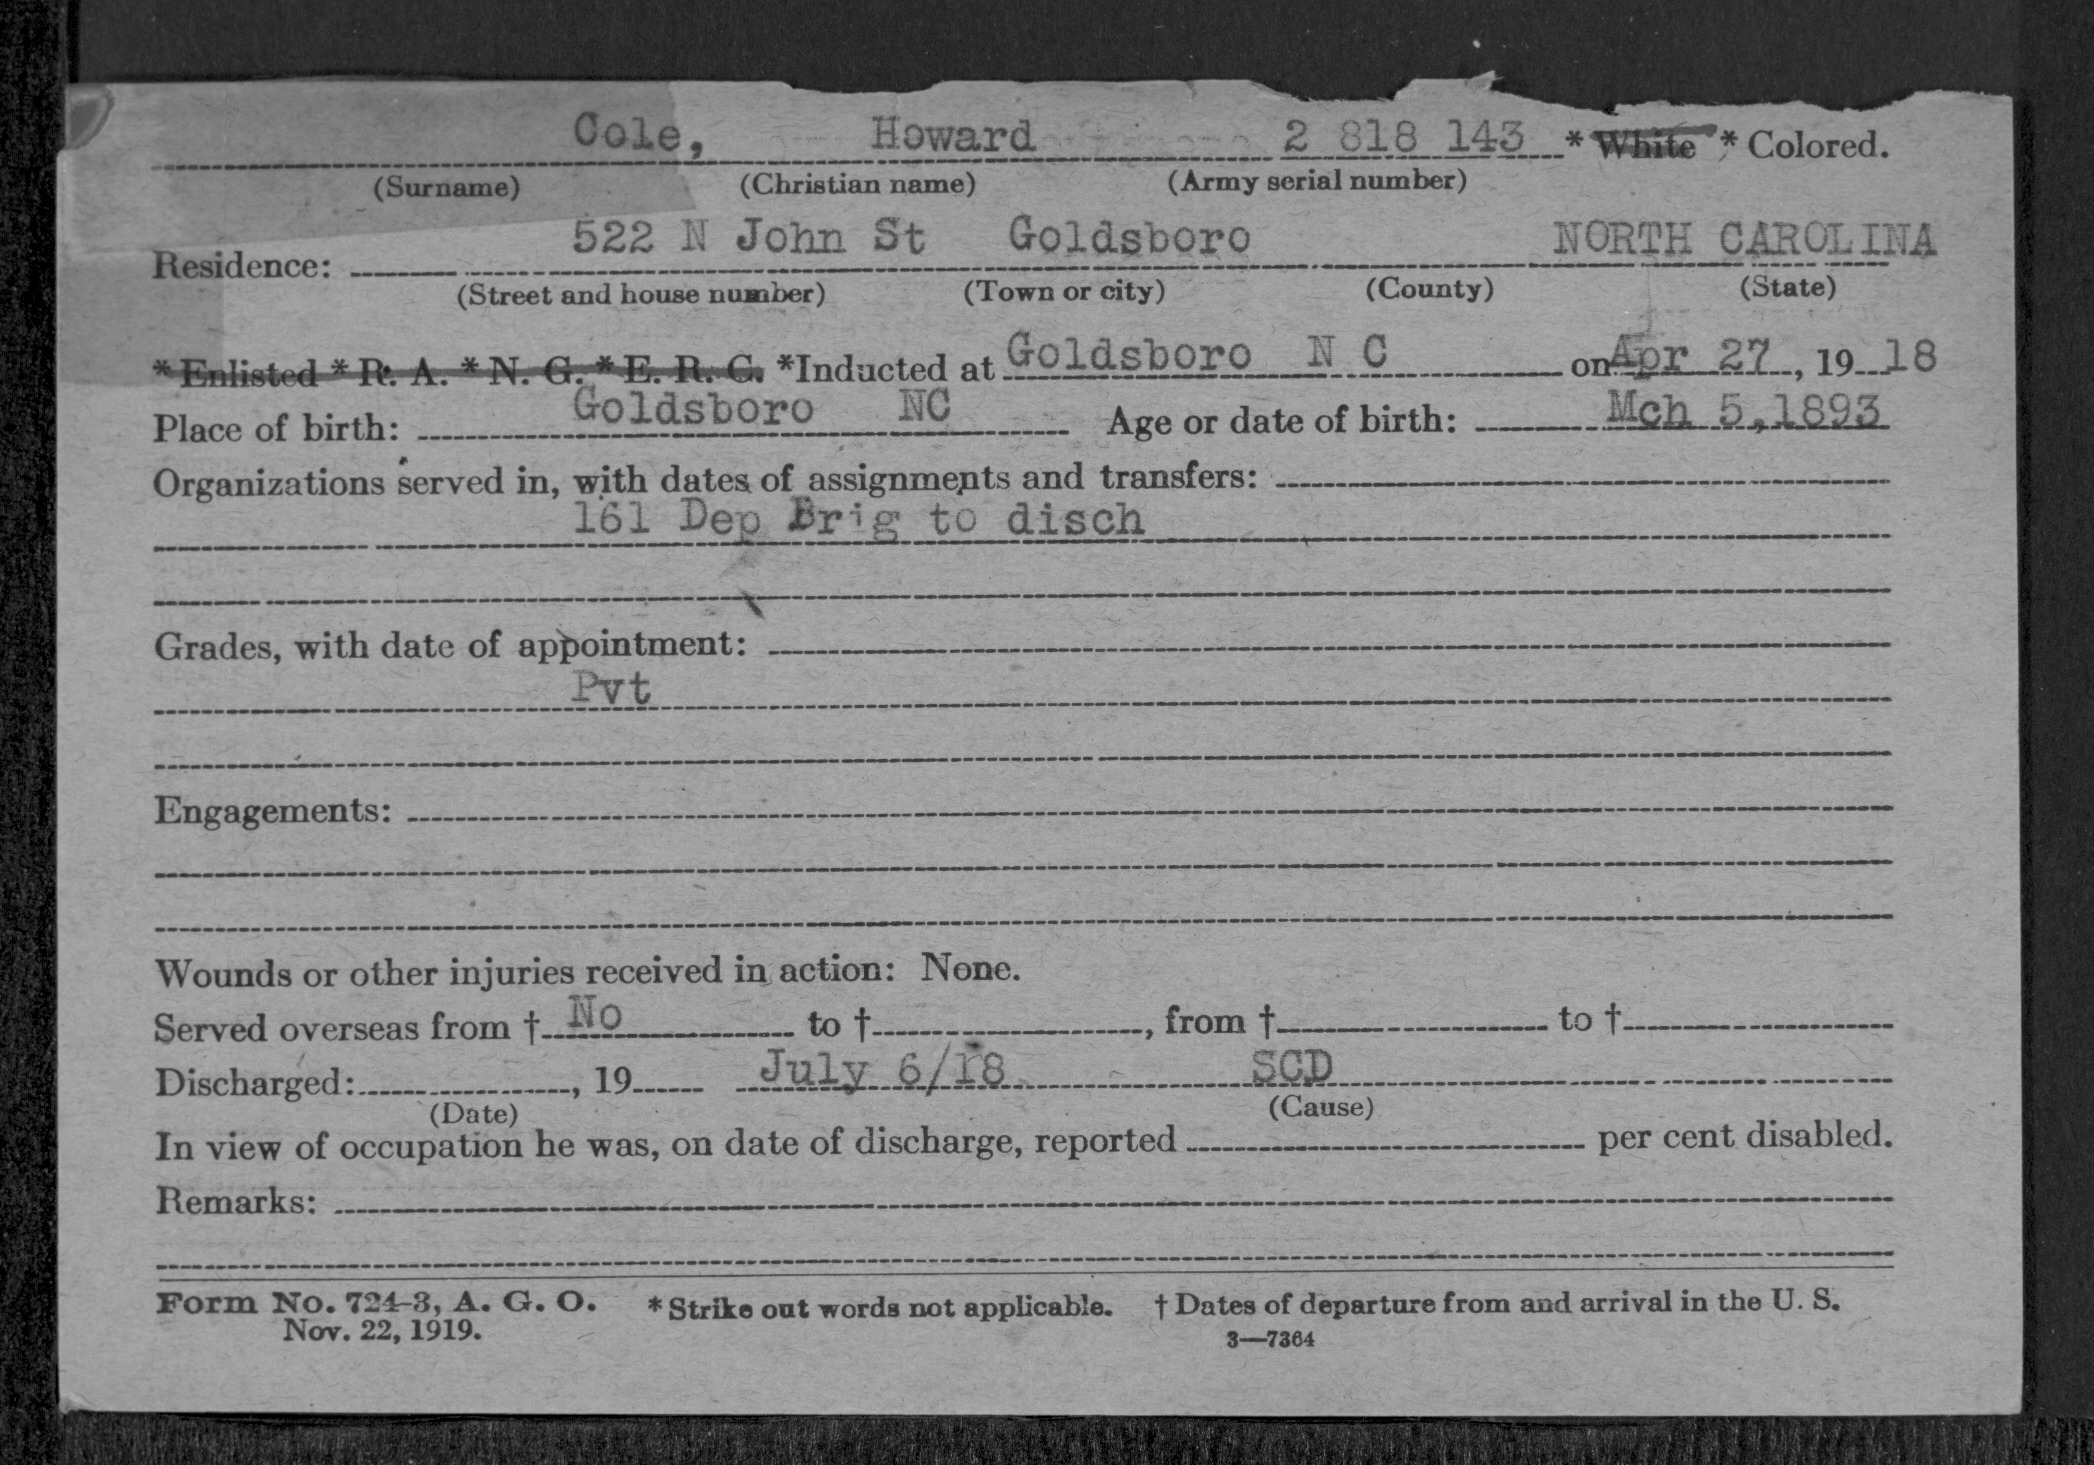 Cole, Howard 2 818 143 * White * Colored.
(Surname) (Christian name) (Army serial number)
522 N John St Goldsboro NORTH CAROLINA
Residence:
(Street and house number) (Town or city) (County) (State)
* Enlisted * R. A. * N. G. * E. R. C. *Inducted at Goldsboro N C on Apr 27, 19 18
Place of birth: Goldsboro NC Age or date of birth: Mch 5,1893
Organizations served in, with dates of assignments and transfers:
161 Dep Brig to disch
Grades, with date of appointment:
Pvt
Engagements:
Wounds or other injuries received in action: None.
Served overseas from † No to †, from † to †
Discharged: , 19 July 6/18 SCD
(Date) (Cause)
In view of occupation he was, on date of discharge, reported per cent disabled.
Remarks:
Form No. 724-3, A. G. O. * Strike out words not applicable. † Dates of departure from and arrival in the U. S.
Nov. 22, 1919. 3—7364